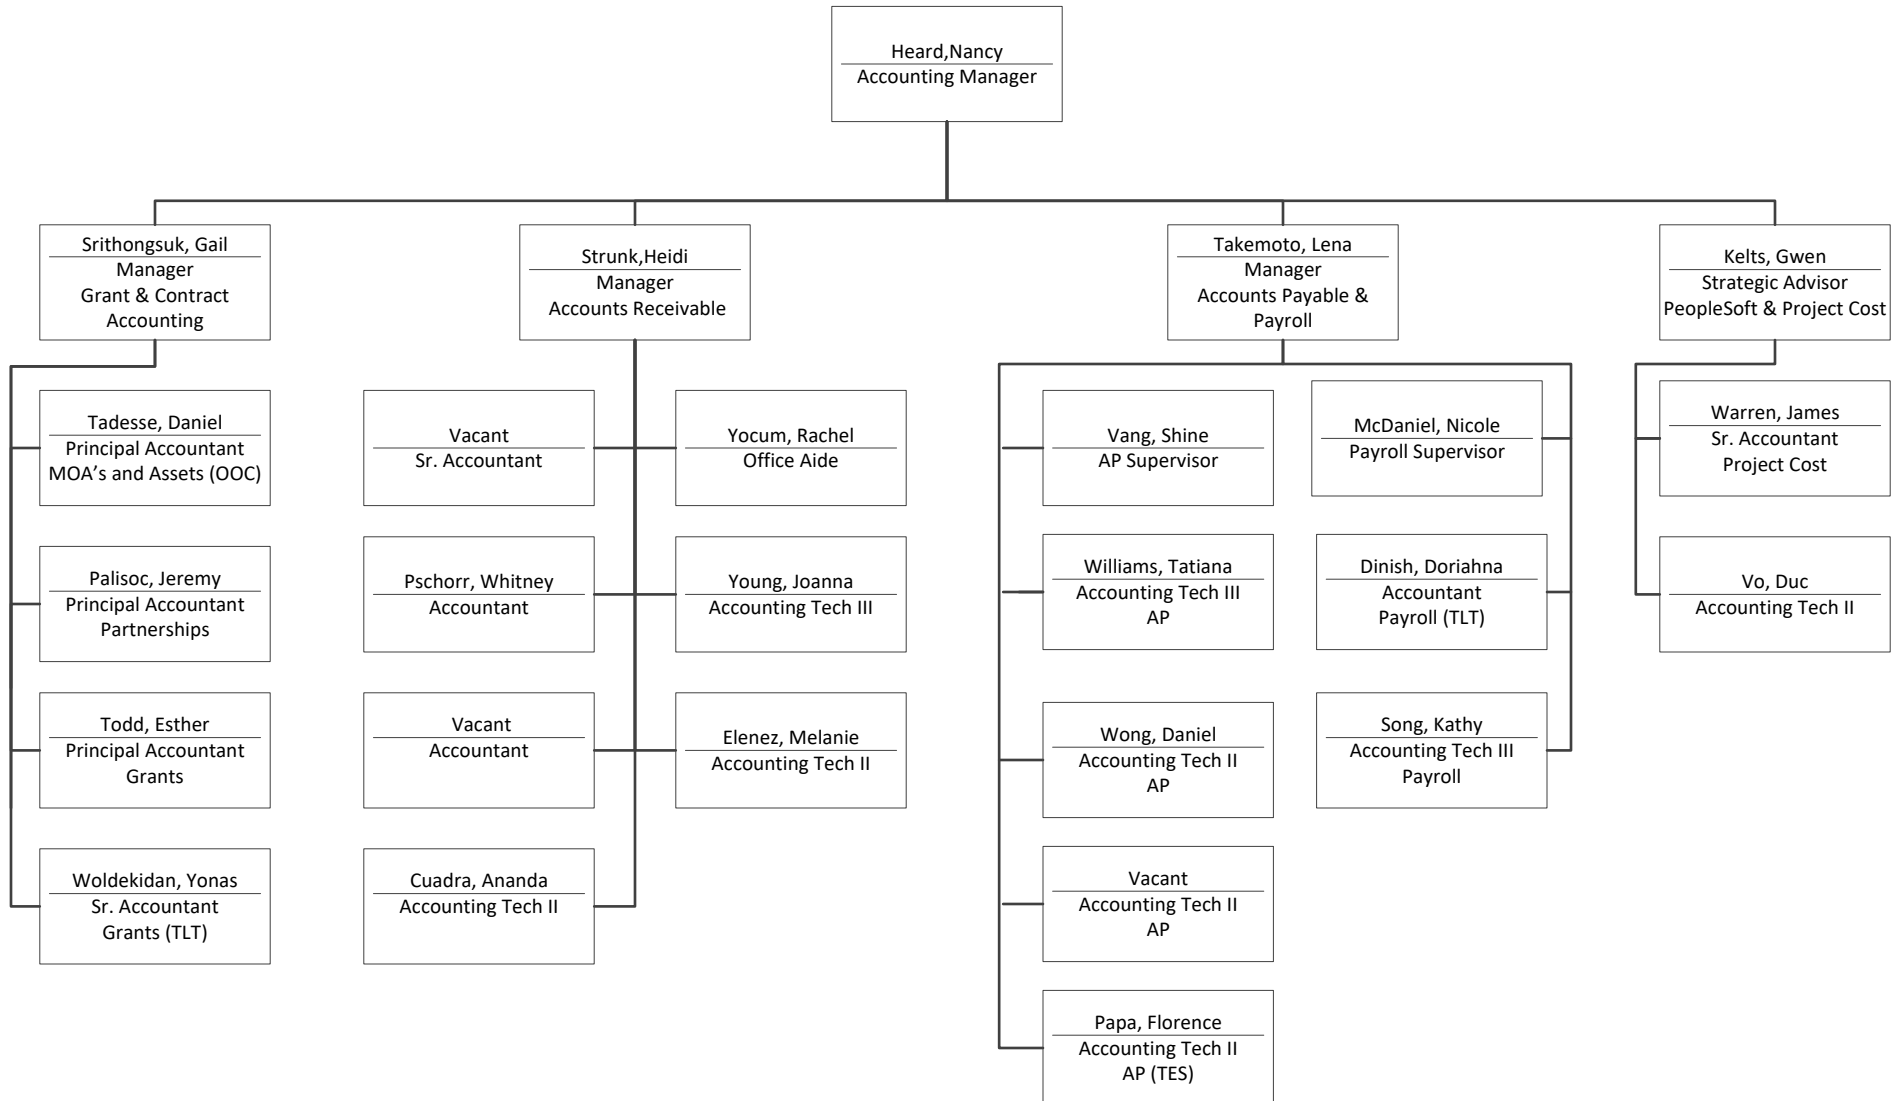 Heard,Nancy
Accounting Manager
Srithongsuk, Gail
Manager
Grant & Contract
Accounting
Strunk,Heidi
Manager
Accounts Receivable
Takemoto, Lena
Manager
Accounts Payable &
Payroll
Kelts, Gwen
Strategic Advisor
PeopleSoft & Project Cost
Tadesse, Daniel
Principal Accountant
MOA’s and Assets (OOC)
Palisoc, Jeremy
Principal Accountant
Partnerships
Todd, Esther
Principal Accountant
Grants
Woldekidan, Yonas
Sr. Accountant
Grants (TLT)
Vacant
Sr. Accountant
Pschorr, Whitney
Accountant
Vacant
Accountant
Cuadra, Ananda
Accounting Tech II
Yocum, Rachel
Office Aide
Young, Joanna
Accounting Tech III
Elenez, Melanie
Accounting Tech II
Vang, Shine
AP Supervisor
Williams, Tatiana
Accounting Tech III
AP
Wong, Daniel
Accounting Tech II
AP
Vacant
Accounting Tech II
AP
Papa, Florence
Accounting Tech II
AP (TES)
McDaniel, Nicole
Payroll Supervisor
Dinish, Doriahna
Accountant
Payroll (TLT)
Song, Kathy
Accounting Tech III
Payroll
Warren, James
Sr. Accountant
Project Cost
Vo, Duc
Accounting Tech II